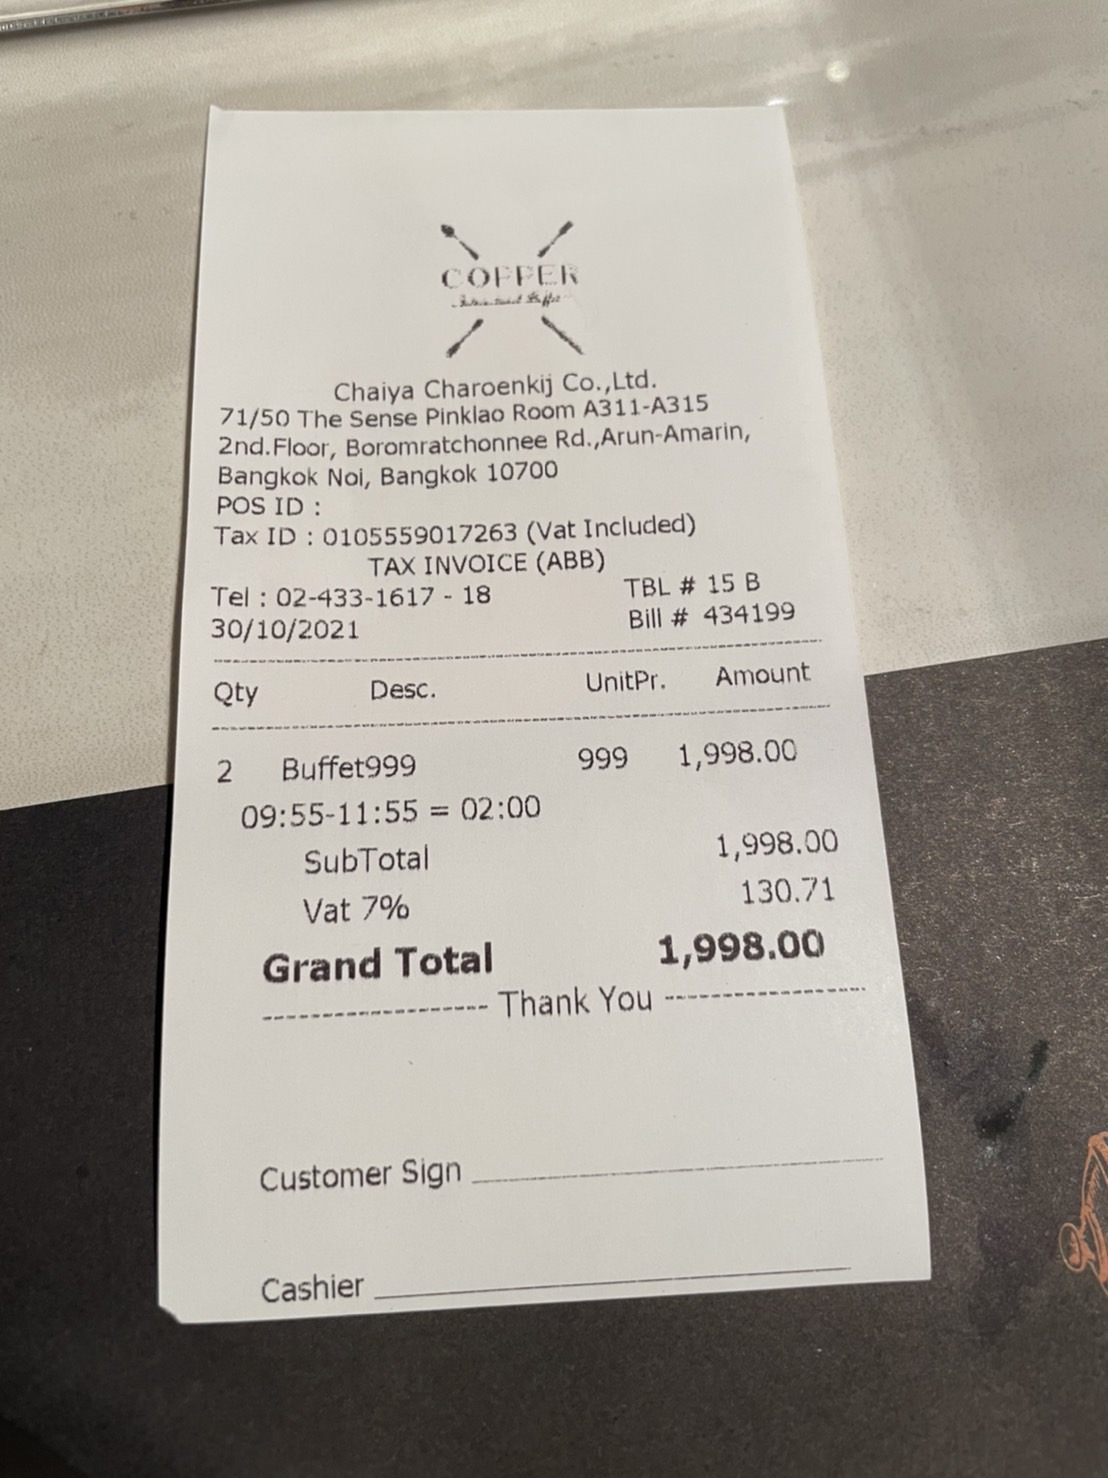 COPPER
Chaiya Charoenkij Co.,Ltd.
71/50 The Sense Pinklao Room A311-A315
2nd.Floor, Boromratchonnee Rd.,Arun-Amarin,
Bangkok Noi, Bangkok 10700
POS ID :
Tax ID : 0105559017263 (Vat Included)
TAX INVOICE (ABB)
Tel : 02-433-1617 - 18 TBL # 15 B
30/10/2021 Bill # 434199
Qty Desc. UnitPr. Amount
2 Buffet999 999 1,998.00
09:55-11:55 = 02:00
SubTotal 1,998.00
Vat 7% 130.71
Grand Total 1,998.00
Thank You
Customer Sign
Cashier